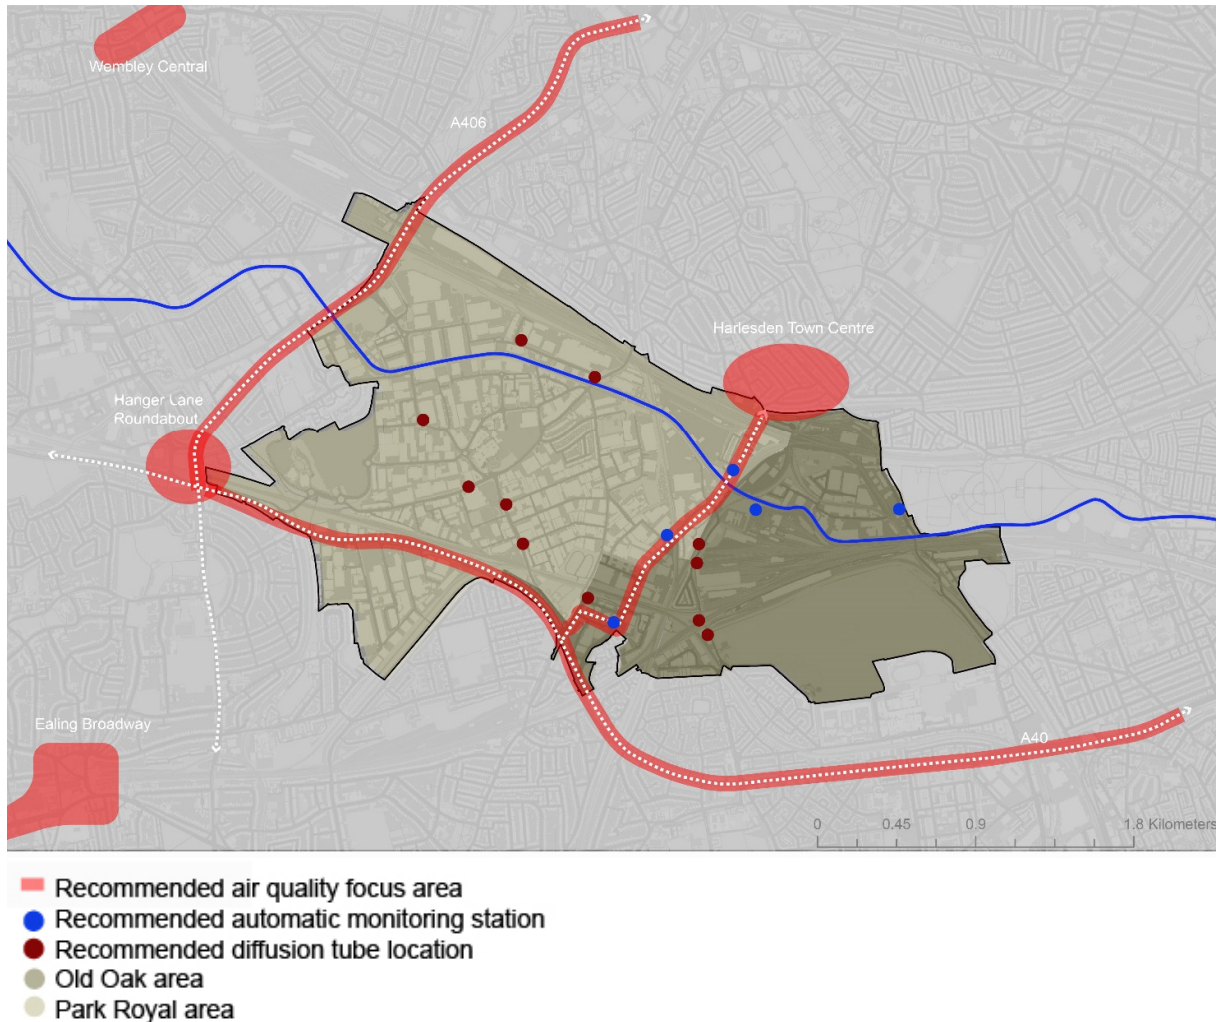 Wembley Central
A406
Harlesden Town Centre
Hanger Lane
Roundabout
Ealing Broadway
A40
0 0.45 0.9 1.8 Kilometers
Recommended air quality focus area
Recommended automatic monitoring station
Recommended diffusion tube location
Old Oak area
Park Royal area